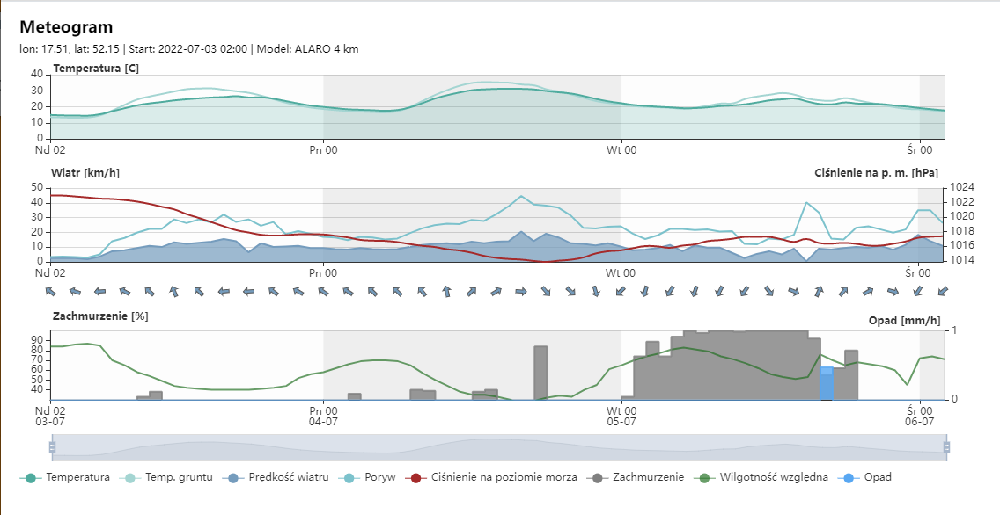 Meteogram
lon: 17.51, lat: 52.15 | Start: 2022-07-03 02:00 | Model: ALARO 4 km
Temperatura [C]
40
30
20
10
0
Nd 02 Pn 00 Wt 00 Śr 00
Wiatr [km/h] Ciśnienie na p. m. [hPa]
50 1024
40 1022
30 1020
20 1018
10 1016
0 1014
Nd 02 Pn 00 Wt 00 Śr 00
Zachmurzenie [%] Opad [mm/h]
1
90
80
70
60
50
40
0
Nd 02 Pn 00 Wt 00 Śr 00
03-07 04-07 05-07 06-07
Temperatura Temp. gruntu Prędkość wiatru Poryw Ciśnienie na poziomie morza Zachmurzenie Wilgotność względna Opad